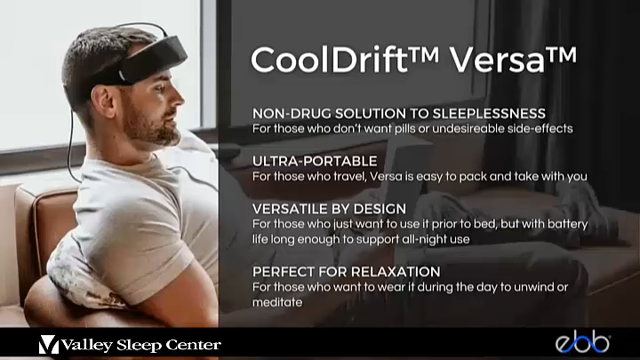 CoolDrift™ Versa™
NON-DRUG SOLUTION TO SLEEPLESSNESS
For those who don't want pills or undesireable side-effects
ULTRA-PORTABLE
For those who travel, Versa is easy to pack and take with you
VERSATILE BY DESIGN
For those who just want to use it prior to bed, but with battery
life long enough to support all-night use
PERFECT FOR RELAXATION
For those who want to wear it during the day to unwind or
meditate
Valley Sleep Center
ebb